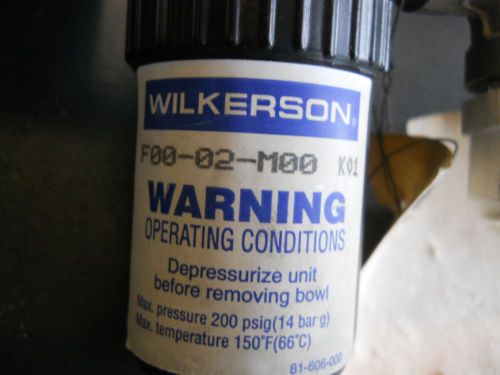 WILKERSON®
F00-02-M00 K01
WARNING
OPERATING CONDITIONS
Depressurize unit
before removing bowl
Max. pressure 200 psig(14 bar g)
Max. temperature 150°F(66°C)
81-606-000